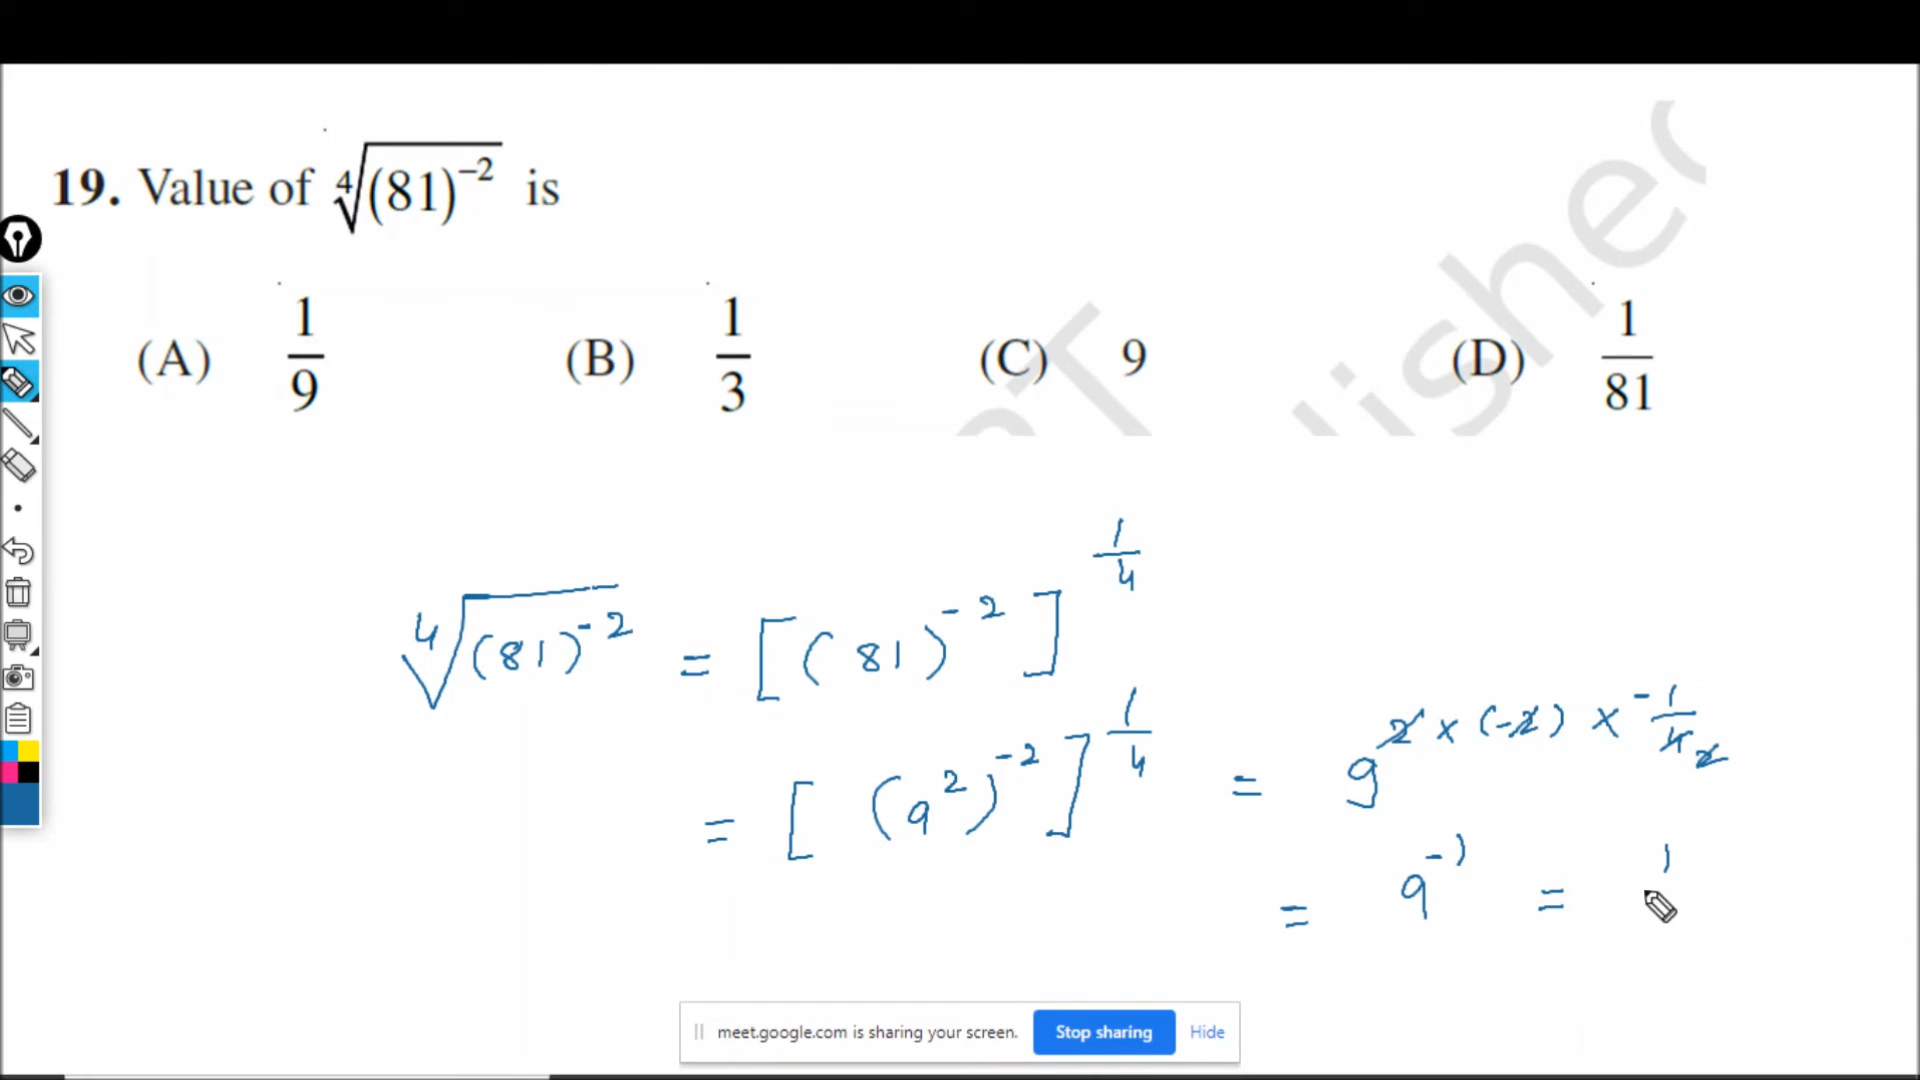 19. Value of ∜(81)⁻² is
(A) 1/9 (B) 1/3 (C) 9 (D) 1/81
∜(81)⁻² = [(81)⁻²]^(1/4)
= [(9²)⁻²]^(1/4) = 9^(2 × (-2) × -1/4 2)
= 9⁻¹ = 1
meet.google.com is sharing your screen. Stop sharing Hide